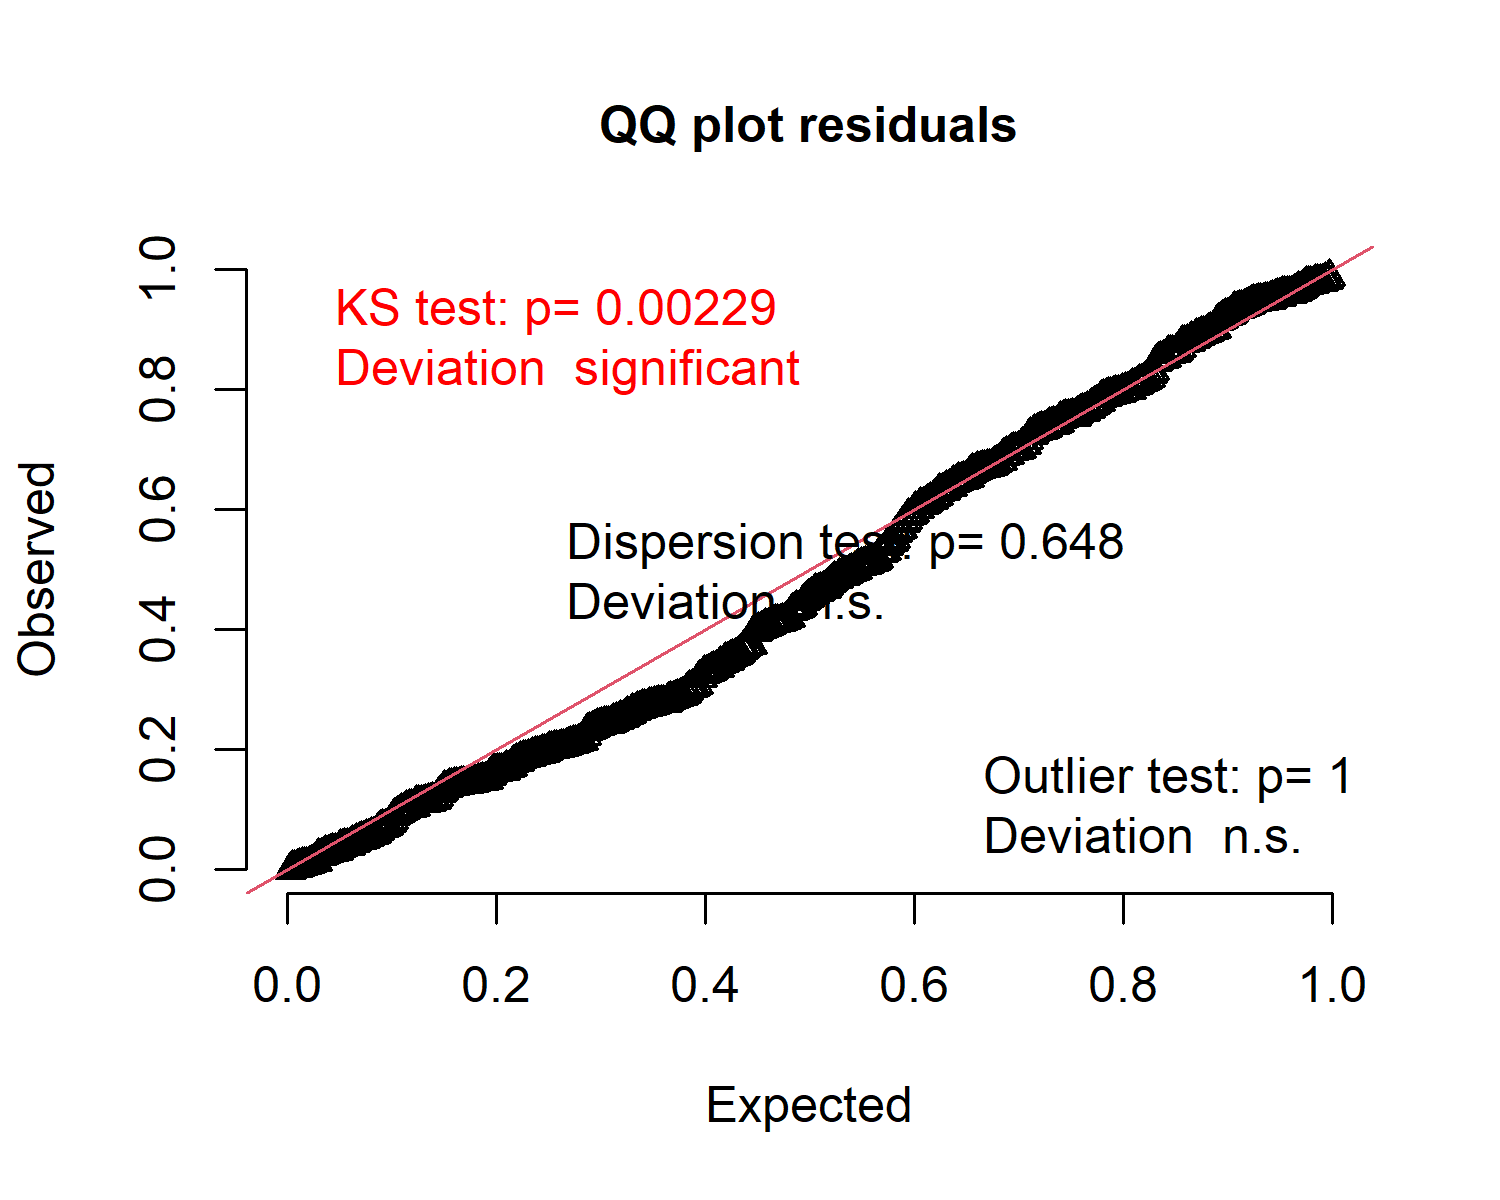 QQ plot residuals
KS test: p= 0.00229
Deviation  significant
Dispersion test: p= 0.648
Deviation  n.s.
Outlier test: p= 1
Deviation  n.s.
Observed
0.0
0.2
0.4
0.6
0.8
1.0
0.0 0.2 0.4 0.6 0.8 1.0
Expected